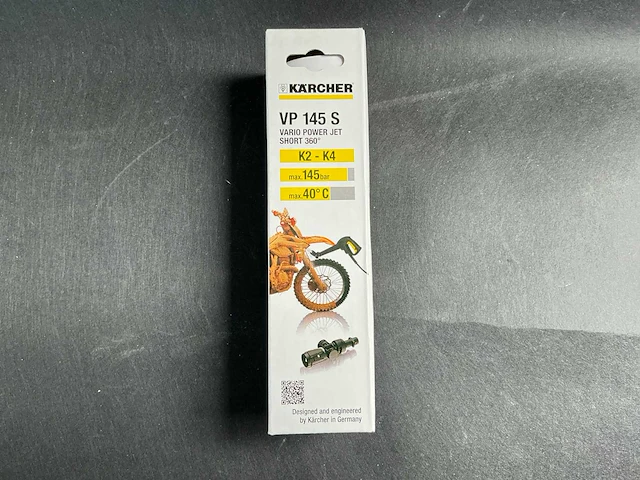 KÄRCHER
VP 145 S
VARIO POWER JET
SHORT 360°
K2 - K4
max.145bar
max.40°C
Designed and engineered
by Kärcher in Germany